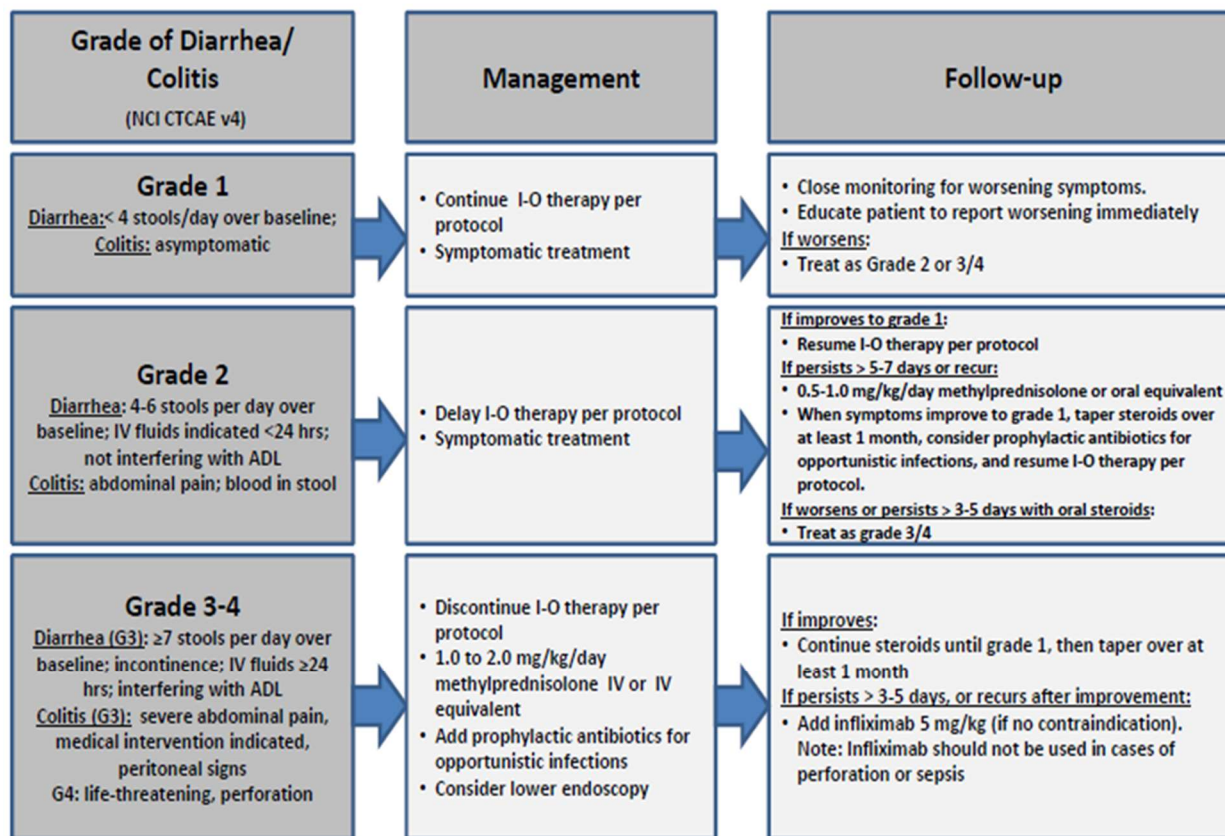 Grade of Diarrhea/
Colitis
(NCI CTCAE v4)
Management
Follow-up
Grade 1
Diarrhea:< 4 stools/day over baseline;
Colitis: asymptomatic
• Continue I-O therapy per
protocol
• Symptomatic treatment
• Close monitoring for worsening symptoms.
• Educate patient to report worsening immediately
If worsens:
• Treat as Grade 2 or 3/4
Grade 2
Diarrhea: 4-6 stools per day over
baseline; IV fluids indicated <24 hrs;
not interfering with ADL
Colitis: abdominal pain; blood in stool
• Delay I-O therapy per protocol
• Symptomatic treatment
If improves to grade 1:
• Resume I-O therapy per protocol
If persists > 5-7 days or recur:
• 0.5-1.0 mg/kg/day methylprednisolone or oral equivalent
• When symptoms improve to grade 1, taper steroids over
at least 1 month, consider prophylactic antibiotics for
opportunistic infections, and resume I-O therapy per
protocol.
If worsens or persists > 3-5 days with oral steroids:
• Treat as grade 3/4
Grade 3-4
Diarrhea (G3): ≥7 stools per day over
baseline; incontinence; IV fluids ≥24
hrs; interfering with ADL
Colitis (G3): severe abdominal pain,
medical intervention indicated,
peritoneal signs
G4: life-threatening, perforation
• Discontinue I-O therapy per
protocol
• 1.0 to 2.0 mg/kg/day
methylprednisolone IV or IV
equivalent
• Add prophylactic antibiotics for
opportunistic infections
• Consider lower endoscopy
If improves:
• Continue steroids until grade 1, then taper over at
least 1 month
If persists > 3-5 days, or recurs after improvement:
• Add infliximab 5 mg/kg (if no contraindication).
Note: Infliximab should not be used in cases of
perforation or sepsis